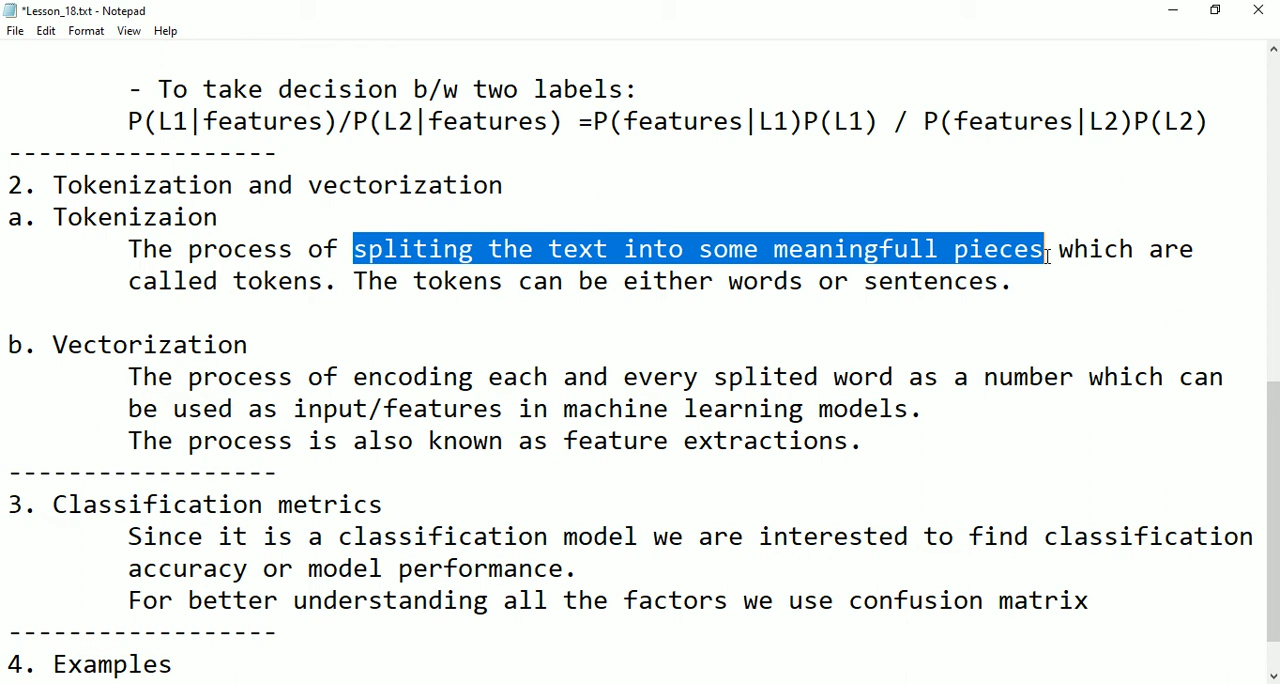 *Lesson_18.txt - Notepad
File Edit Format View Help
- To take decision b/w two labels:
P(L1|features)/P(L2|features) =P(features|L1)P(L1) / P(features|L2)P(L2)
------------------
2. Tokenization and vectorization
a. Tokenizaion
The process of spliting the text into some meaningfull pieces which are
called tokens. The tokens can be either words or sentences.
b. Vectorization
The process of encoding each and every splited word as a number which can
be used as input/features in machine learning models.
The process is also known as feature extractions.
------------------
3. Classification metrics
Since it is a classification model we are interested to find classification
accuracy or model performance.
For better understanding all the factors we use confusion matrix
------------------
4. Examples